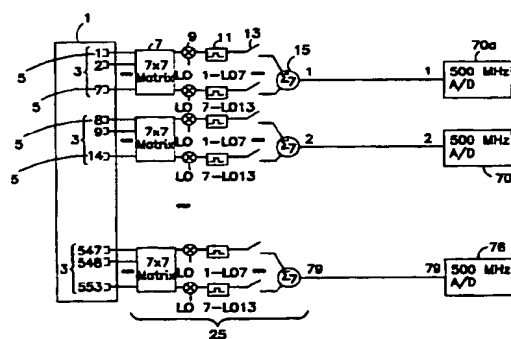 1
7 9 11 13
5 1 7x7 Matrix 15 70a
3 2 LO 1-LO7 Σ7 1 1 500 MHz A/D
5 7 LO 7-LO13
5 8 7x7 Matrix
3 9 LO 1-LO7 Σ7 2 2 500 MHz A/D
5 14 LO 7-LO13 70
547 7x7 Matrix 76
3 548 LO 1-LO7 Σ7 79 79 500 MHz A/D
553 LO 7-LO13
25